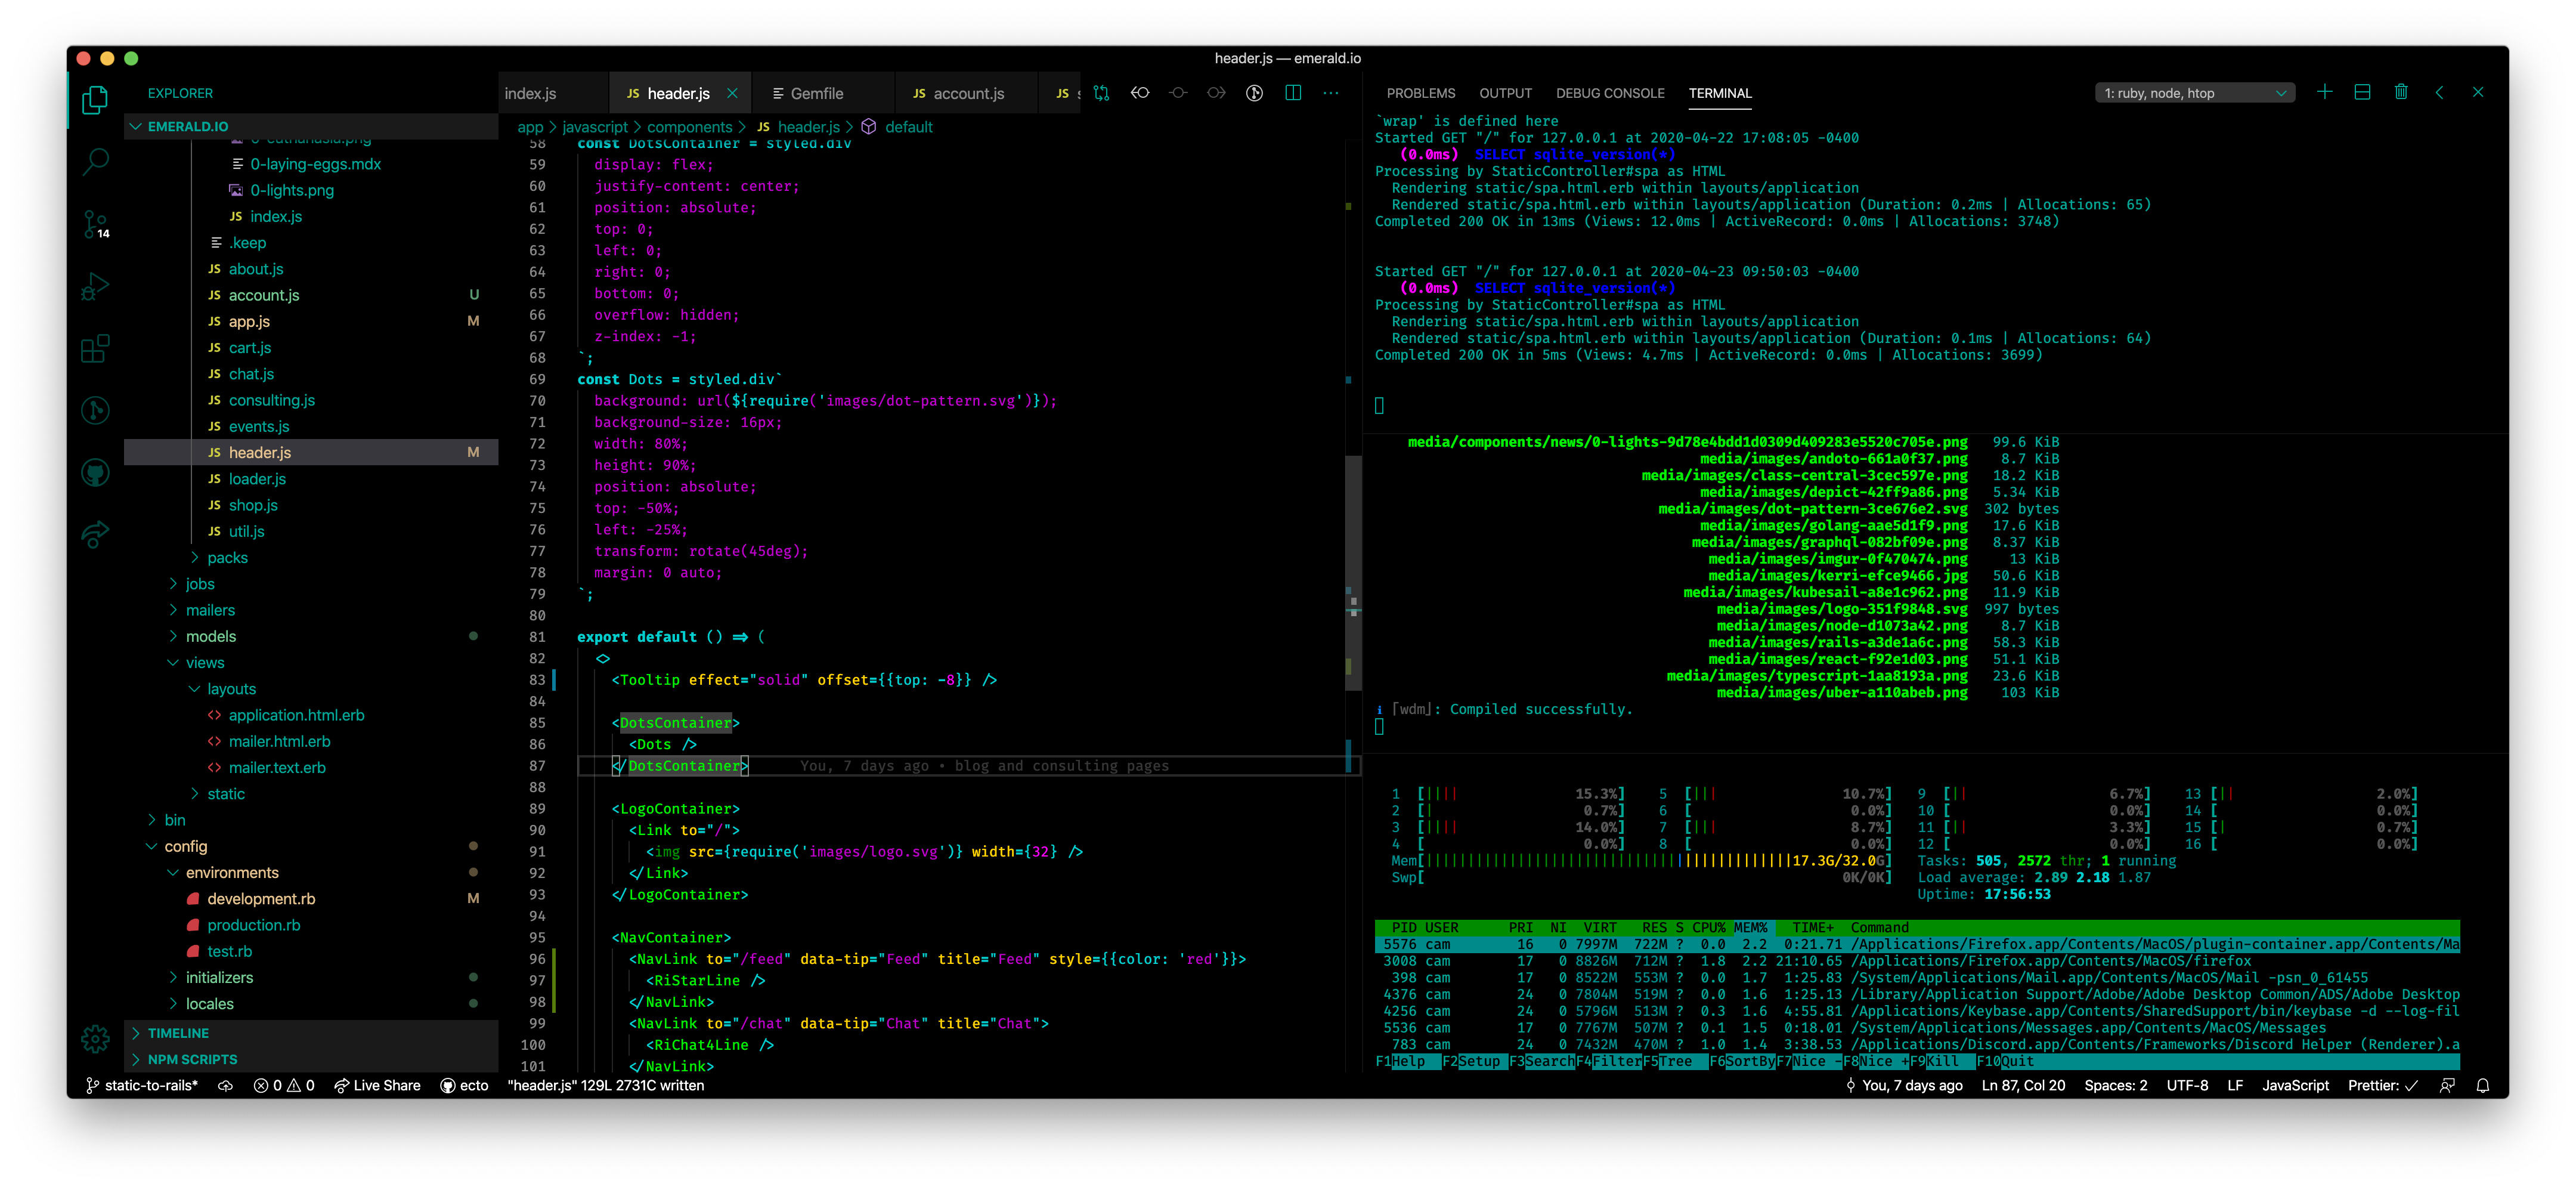 header.js — emerald.io
EXPLORER
EMERALD.IO
0-euthanasia.png
0-laying-eggs.mdx
0-lights.png
JS index.js
.keep
JS about.js
JS account.js U
JS app.js M
JS cart.js
JS chat.js
JS consulting.js
JS events.js
JS header.js M
JS loader.js
JS shop.js
JS util.js
packs
jobs
mailers
models
views
layouts
application.html.erb
mailer.html.erb
mailer.text.erb
static
bin
config
environments
development.rb M
production.rb
test.rb
initializers
locales
TIMELINE
NPM SCRIPTS
14
index.js JS header.js Gemfile JS account.js JS
app > javascript > components > JS header.js > default
58 const DotsContainer = styled.div
59 display: flex;
60 justify-content: center;
61 position: absolute;
62 top: 0;
63 left: 0;
64 right: 0;
65 bottom: 0;
66 overflow: hidden;
67 z-index: -1;
68 `;
69 const Dots = styled.div`
70 background: url(${require('images/dot-pattern.svg')});
71 background-size: 16px;
72 width: 80%;
73 height: 90%;
74 position: absolute;
75 top: -50%;
76 left: -25%;
77 transform: rotate(45deg);
78 margin: 0 auto;
79 `;
80
81 export default () => (
82 <>
83 <Tooltip effect="solid" offset={{top: -8}} />
84
85 <DotsContainer>
86 <Dots />
87 </DotsContainer> You, 7 days ago • blog and consulting pages
88
89 <LogoContainer>
90 <Link to="/">
91 <img src={require('images/logo.svg')} width={32} />
92 </Link>
93 </LogoContainer>
94
95 <NavContainer>
96 <NavLink to="/feed" data-tip="Feed" title="Feed" style={{color: 'red'}}>
97 <RiStarLine />
98 </NavLink>
99 <NavLink to="/chat" data-tip="Chat" title="Chat">
100 <RiChat4Line />
101 </NavLink>
PROBLEMS OUTPUT DEBUG CONSOLE TERMINAL 1: ruby, node, htop
`wrap' is defined here
Started GET "/" for 127.0.0.1 at 2020-04-22 17:08:05 -0400
(0.0ms) SELECT sqlite_version(*)
Processing by StaticController#spa as HTML
Rendering static/spa.html.erb within layouts/application
Rendered static/spa.html.erb within layouts/application (Duration: 0.2ms | Allocations: 65)
Completed 200 OK in 13ms (Views: 12.0ms | ActiveRecord: 0.0ms | Allocations: 3748)
Started GET "/" for 127.0.0.1 at 2020-04-23 09:50:03 -0400
(0.0ms) SELECT sqlite_version(*)
Processing by StaticController#spa as HTML
Rendering static/spa.html.erb within layouts/application
Rendered static/spa.html.erb within layouts/application (Duration: 0.1ms | Allocations: 64)
Completed 200 OK in 5ms (Views: 4.7ms | ActiveRecord: 0.0ms | Allocations: 3699)
media/components/news/0-lights-9d78e4bdd1d0309d409283e5520c705e.png 99.6 KiB
media/images/andoto-661a0f37.png 8.7 KiB
media/images/class-central-3cec597e.png 18.2 KiB
media/images/depict-42ff9a86.png 5.34 KiB
media/images/dot-pattern-3ce676e2.svg 302 bytes
media/images/golang-aae5d1f9.png 17.6 KiB
media/images/graphql-082bf09e.png 8.37 KiB
media/images/imgur-0f470474.png 13 KiB
media/images/kerri-efce9466.jpg 50.6 KiB
media/images/kubesail-a8e1c962.png 11.9 KiB
media/images/logo-351f9848.svg 997 bytes
media/images/node-d1073a42.png 8.7 KiB
media/images/rails-a3de1a6c.png 58.3 KiB
media/images/react-f92e1d03.png 51.1 KiB
media/images/typescript-1aa8193a.png 23.6 KiB
media/images/uber-a110abeb.png 103 KiB
i ｢wdm｣: Compiled successfully.
1 [|||| 15.3%] 5 [||| 10.7%] 9 [|| 6.7%] 13 [|| 2.0%]
2 [| 0.7%] 6 [ 0.0%] 10 [ 0.0%] 14 [ 0.0%]
3 [|||| 14.0%] 7 [||| 8.7%] 11 [|| 3.3%] 15 [| 0.7%]
4 [ 0.0%] 8 [ 0.0%] 12 [ 0.0%] 16 [ 0.0%]
Mem[ 17.3G/32.0G] Tasks: 505, 2572 thr; 1 running
Swp[ 0K/0K] Load average: 2.89 2.18 1.87
Uptime: 17:56:53
PID USER PRI NI VIRT RES S CPU% MEM% TIME+ Command
5576 cam 16 0 7997M 722M ? 0.0 2.2 0:21.71 /Applications/Firefox.app/Contents/MacOS/plugin-container.app/Contents/Ma
3008 cam 17 0 8826M 712M ? 1.8 2.2 21:10.65 /Applications/Firefox.app/Contents/MacOS/firefox
398 cam 17 0 8522M 553M ? 0.0 1.7 1:25.83 /System/Applications/Mail.app/Contents/MacOS/Mail -psn_0_61455
4376 cam 24 0 7804M 519M ? 0.0 1.6 1:25.13 /Library/Application Support/Adobe/Adobe Desktop Common/ADS/Adobe Desktop
4256 cam 24 0 5796M 513M ? 0.3 1.6 4:55.81 /Applications/Keybase.app/Contents/SharedSupport/bin/keybase -d --log-fil
5536 cam 17 0 7767M 507M ? 0.1 1.5 0:18.01 /System/Applications/Messages.app/Contents/MacOS/Messages
783 cam 24 0 7432M 470M ? 1.0 1.4 3:38.53 /Applications/Discord.app/Contents/Frameworks/Discord Helper (Renderer).a
F1Help F2Setup F3SearchF4FilterF5Tree F6SortByF7Nice -F8Nice +F9Kill F10Quit
static-to-rails* 0 0 Live Share ecto "header.js" 129L 2731C written You, 7 days ago Ln 87, Col 20 Spaces: 2 UTF-8 LF JavaScript Prettier: ✓